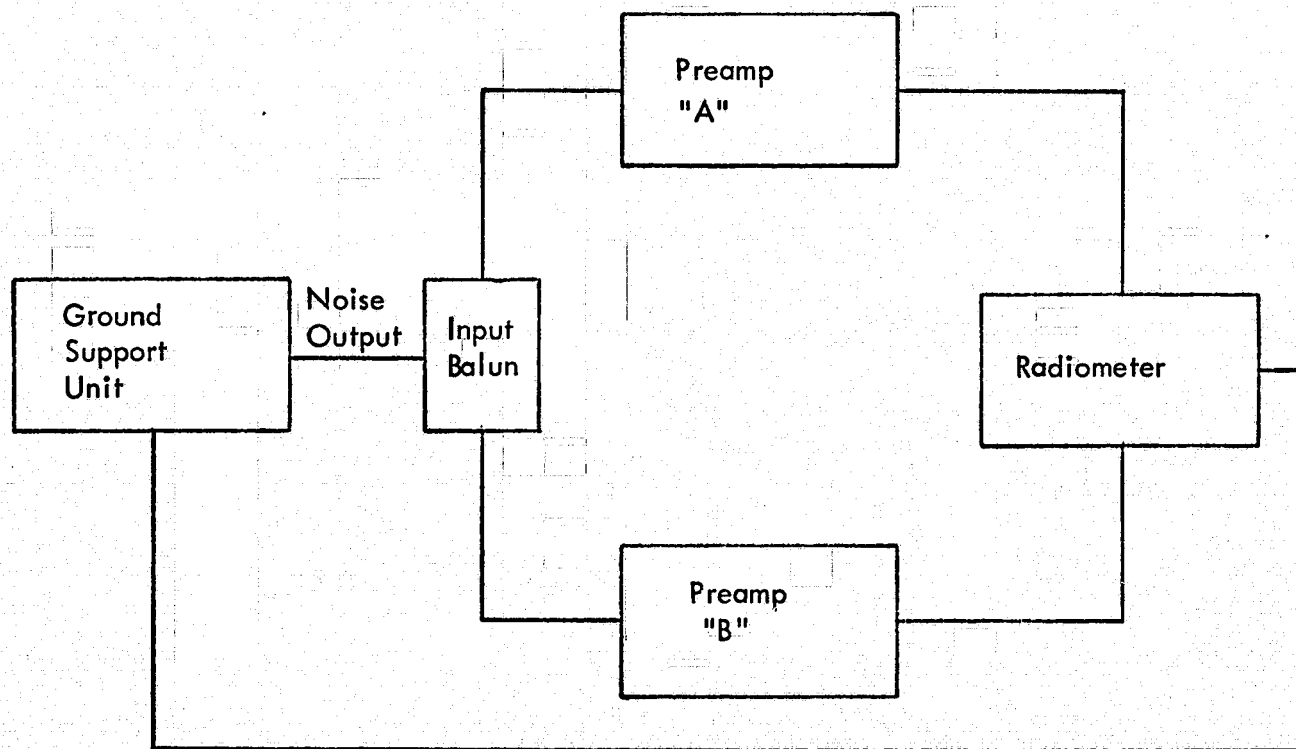 Preamp
"A"
Ground
Support
Unit
Noise
Output
Input
Balun
Radiometer
Preamp
"B"